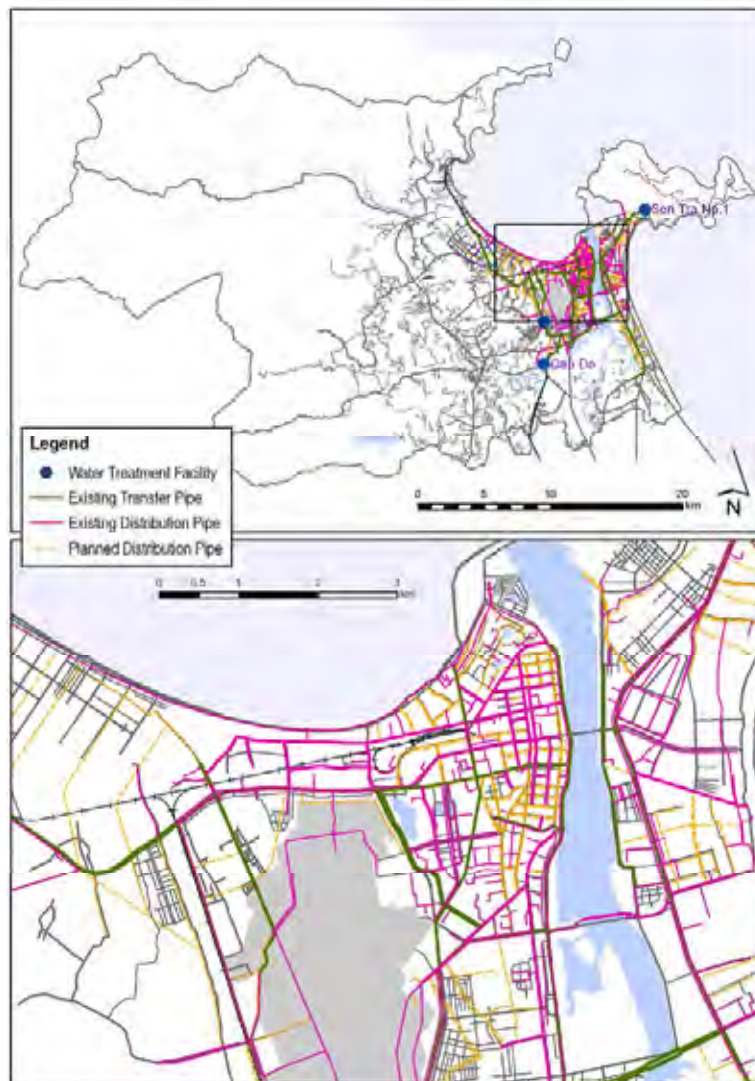 Son Tra No.1
Cau Do
Legend
Water Treatment Facility
Existing Transfer Pipe
Existing Distribution Pipe
Planned Distribution Pipe
0 5 10 20
km
N
0 0.5 1 2 3
km